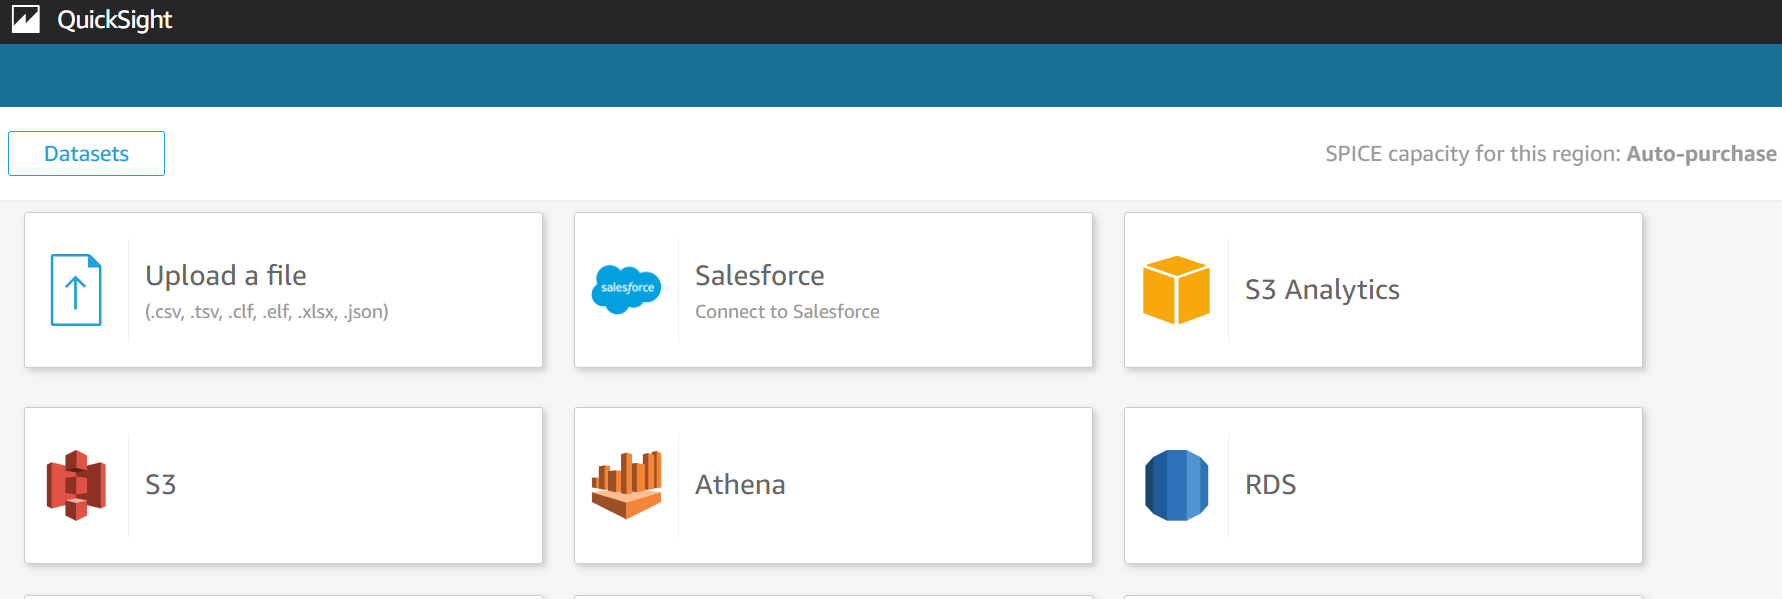 QuickSight
Datasets
SPICE capacity for this region: Auto-purchase
Upload a file
(.csv, .tsv, .clf, .elf, .xlsx, .json)
salesforce
Salesforce
Connect to Salesforce
S3 Analytics
S3
Athena
RDS